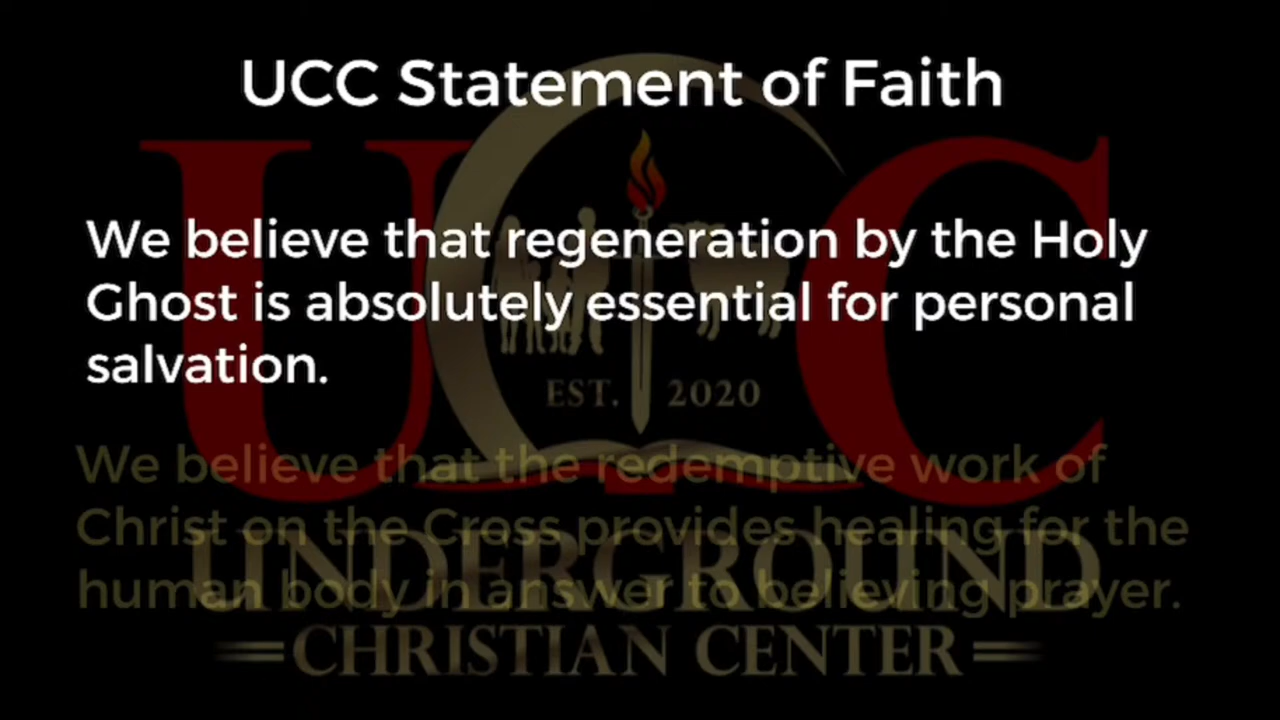 UCC Statement of Faith
We believe that regeneration by the Holy
Ghost is absolutely essential for personal
salvation.
UCC
EST. 2020
We believe that the redemptive work of
Christ on the Cross provides healing for the
human body in answer to believing prayer.
UNDERGROUND
CHRISTIAN CENTER